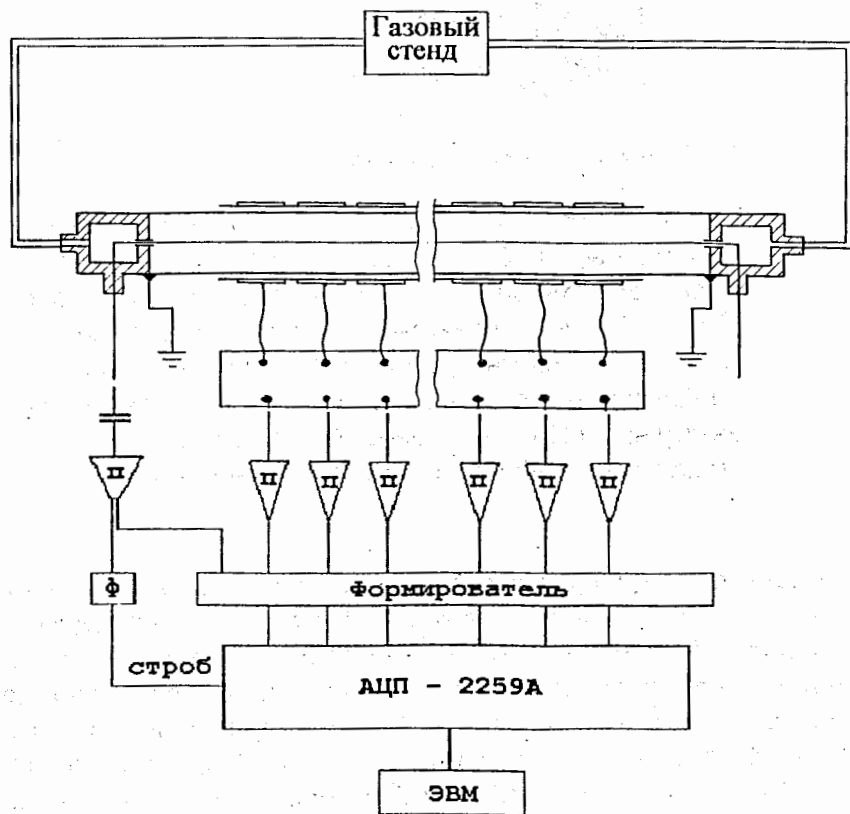 Газовый
стенд
П
П П П П П П
Ф
Формирователь
строб
АЦП - 2259А
ЭВМ